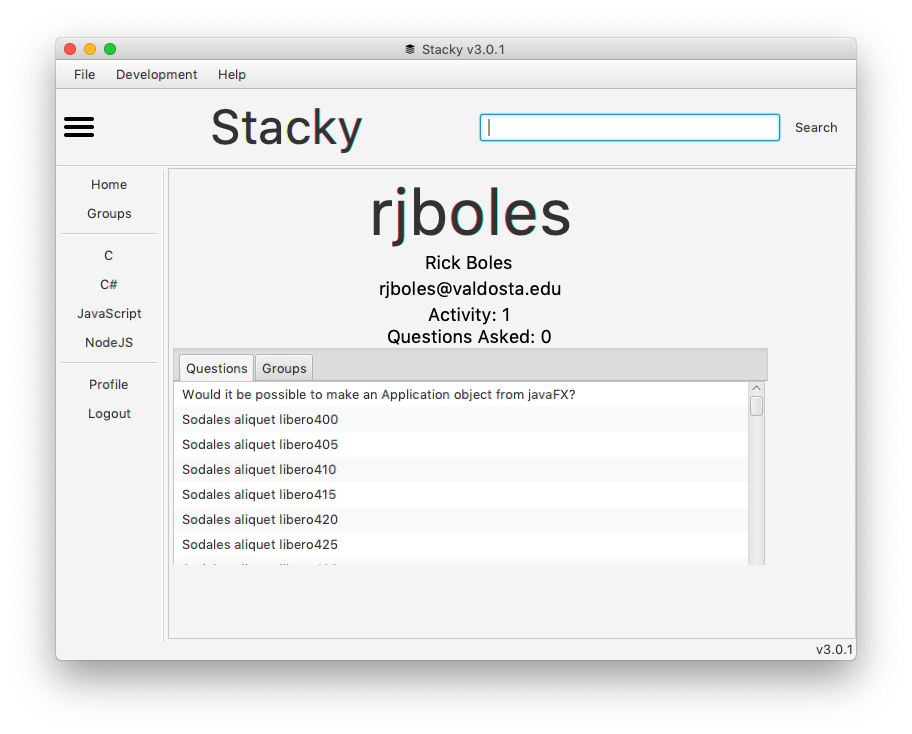 Stacky v3.0.1
File Development Help
Stacky
Search
Home
Groups
C
C#
JavaScript
NodeJS
Profile
Logout
rjboles
Rick Boles
rjboles@valdosta.edu
Activity: 1
Questions Asked: 0
Questions Groups
Would it be possible to make an Application object from javaFX?
Sodales aliquet libero400
Sodales aliquet libero405
Sodales aliquet libero410
Sodales aliquet libero415
Sodales aliquet libero420
Sodales aliquet libero425
v3.0.1